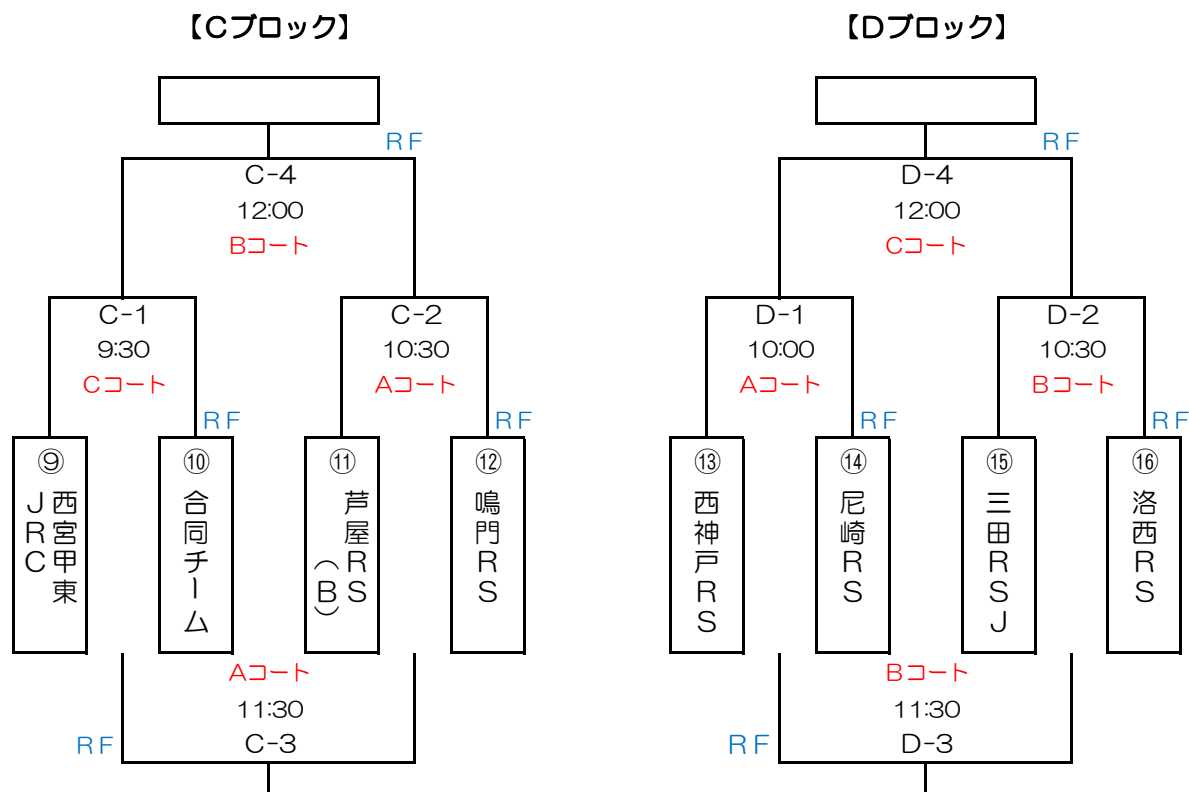 【Cブロック】
RF
C-4
12:00
Bコート
C-1
9:30
Cコート
RF
C-2
10:30
Aコート
RF
⑨
西宮甲東
JRC
⑩
合同チーム
⑪
芦屋RS
(B)
⑫
鳴門RS
Aコート
11:30
RF
C-3
【Dブロック】
RF
D-4
12:00
Cコート
D-1
10:00
Aコート
RF
D-2
10:30
Bコート
RF
⑬
西神戸RS
⑭
尼崎RS
⑮
三田RSJ
⑯
洛西RS
Bコート
11:30
RF
D-3